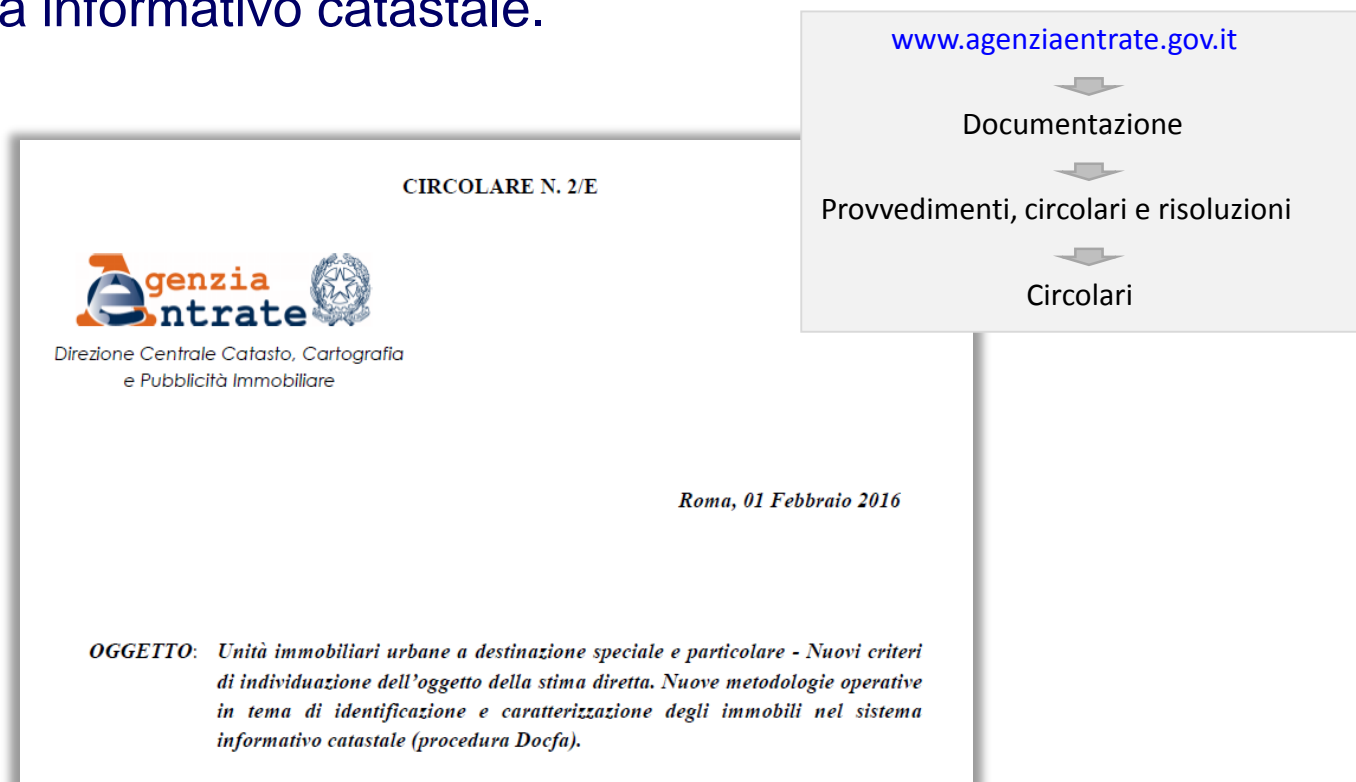 a informativo catastale.
www.agenziaentrate.gov.it
Documentazione
Provvedimenti, circolari e risoluzioni
Circolari
CIRCOLARE N. 2/E
Agenzia
Entrate
Direzione Centrale Catasto, Cartografia
e Pubblicità Immobiliare
Roma, 01 Febbraio 2016
OGGETTO: Unità immobiliari urbane a destinazione speciale e particolare - Nuovi criteri
di individuazione dell'oggetto della stima diretta. Nuove metodologie operative
in tema di identificazione e caratterizzazione degli immobili nel sistema
informativo catastale (procedura Docfa).